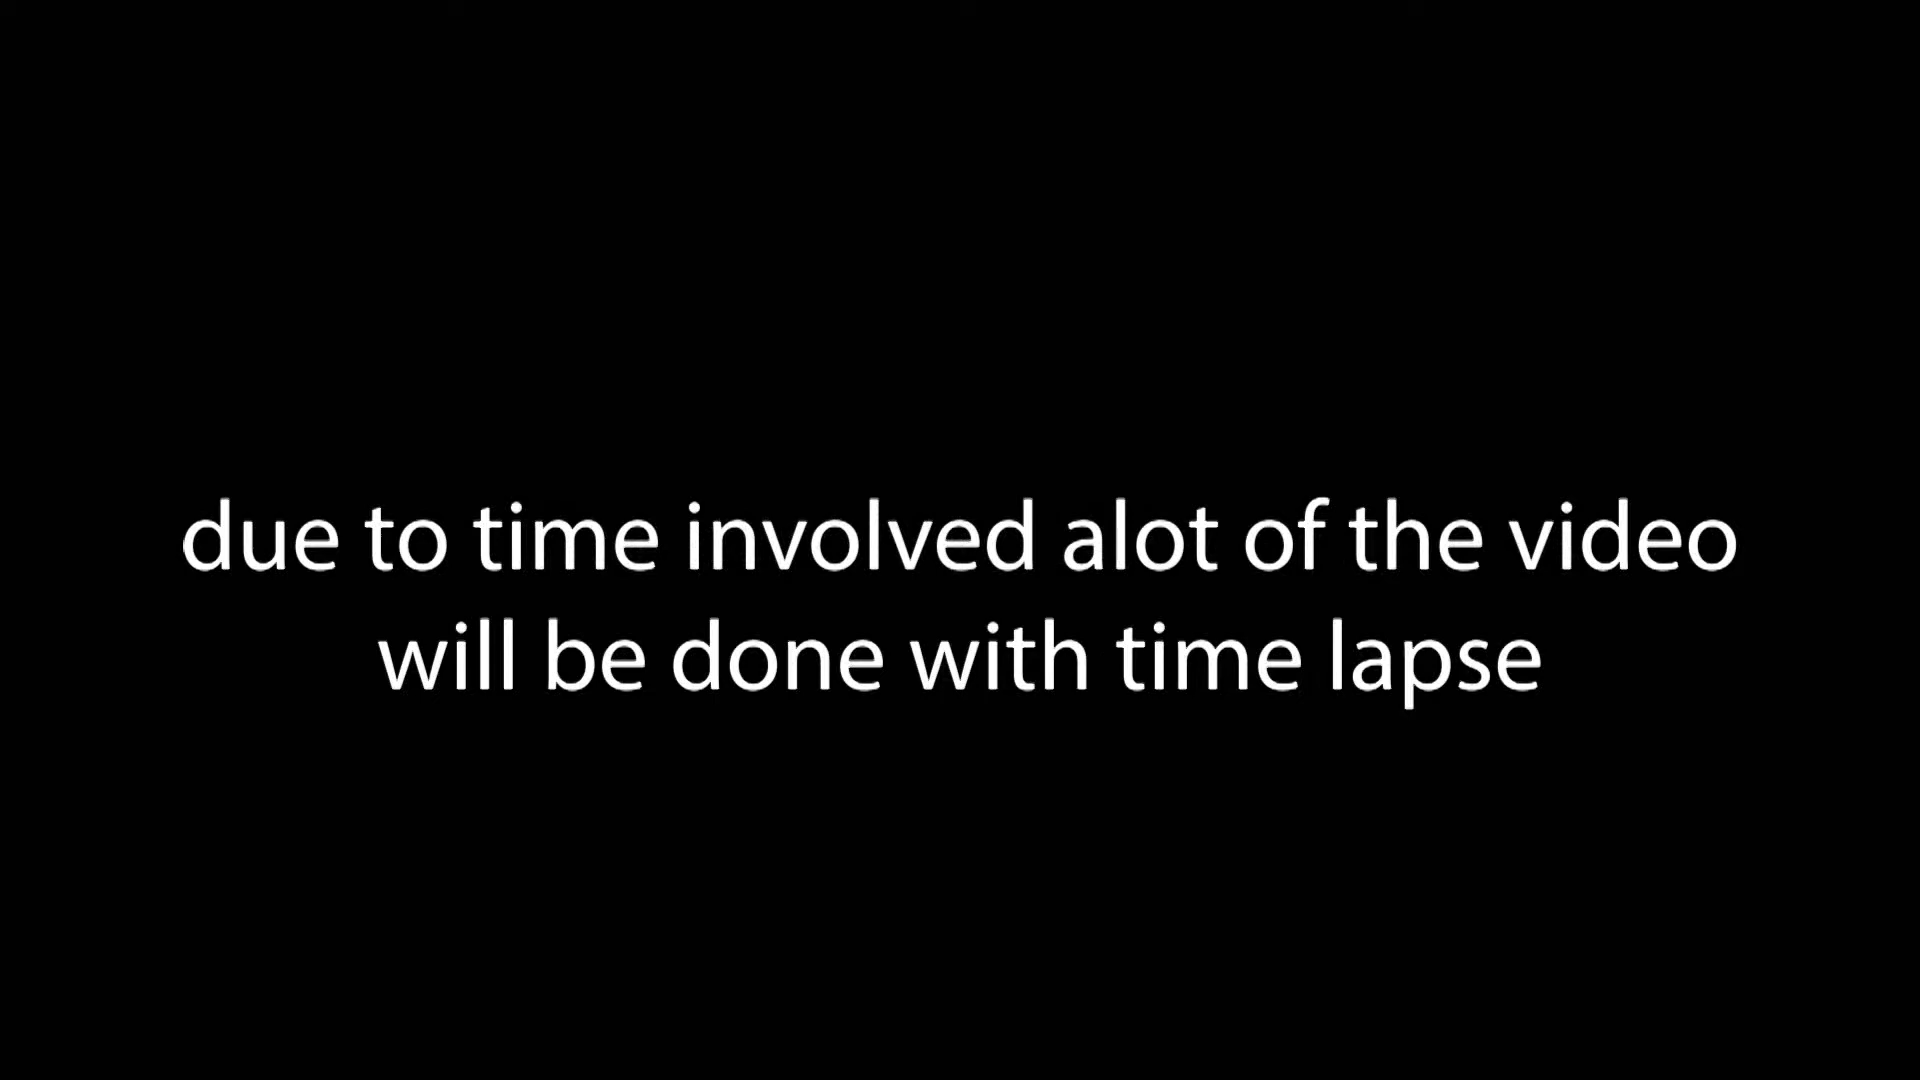 due to time involved alot of the video
will be done with time lapse